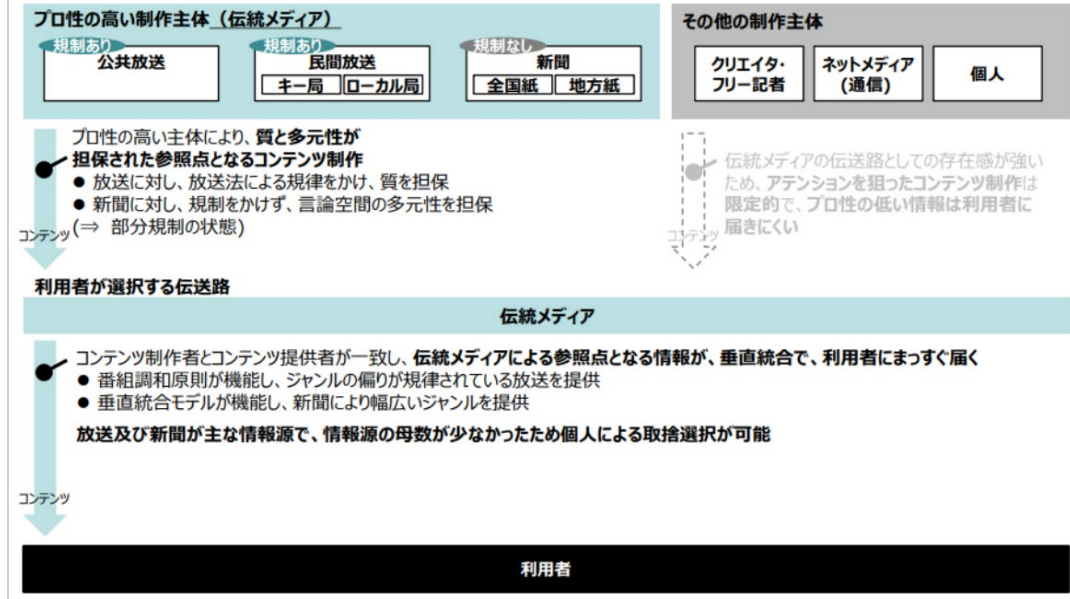 プロ性の高い制作主体（伝統メディア）
規制あり
公共放送
規制あり
民間放送
キー局
ローカル局
規制なし
新聞
全国紙
地方紙
その他の制作主体
クリエイタ・
フリー記者
ネットメディア
(通信)
個人
プロ性の高い主体により、質と多元性が
担保された参照点となるコンテンツ制作
● 放送に対し、放送法による規律をかけ、質を担保
● 新聞に対し、規制をかけず、言論空間の多元性を担保
(⇒ 部分規制の状態)
コンテンツ
伝統メディアの伝送路としての存在感が強い
ため、アテンションを狙ったコンテンツ制作は
限定的で、プロ性の低い情報は利用者に
届きにくい
コンテンツ
利用者が選択する伝送路
伝統メディア
コンテンツ制作者とコンテンツ提供者が一致し、伝統メディアによる参照点となる情報が、垂直統合で、利用者にまっすぐ届く
● 番組調和原則が機能し、ジャンルの偏りが規律されている放送を提供
● 垂直統合モデルが機能し、新聞により幅広いジャンルを提供
放送及び新聞が主な情報源で、情報源の母数が少なかったため個人による取捨選択が可能
コンテンツ
利用者